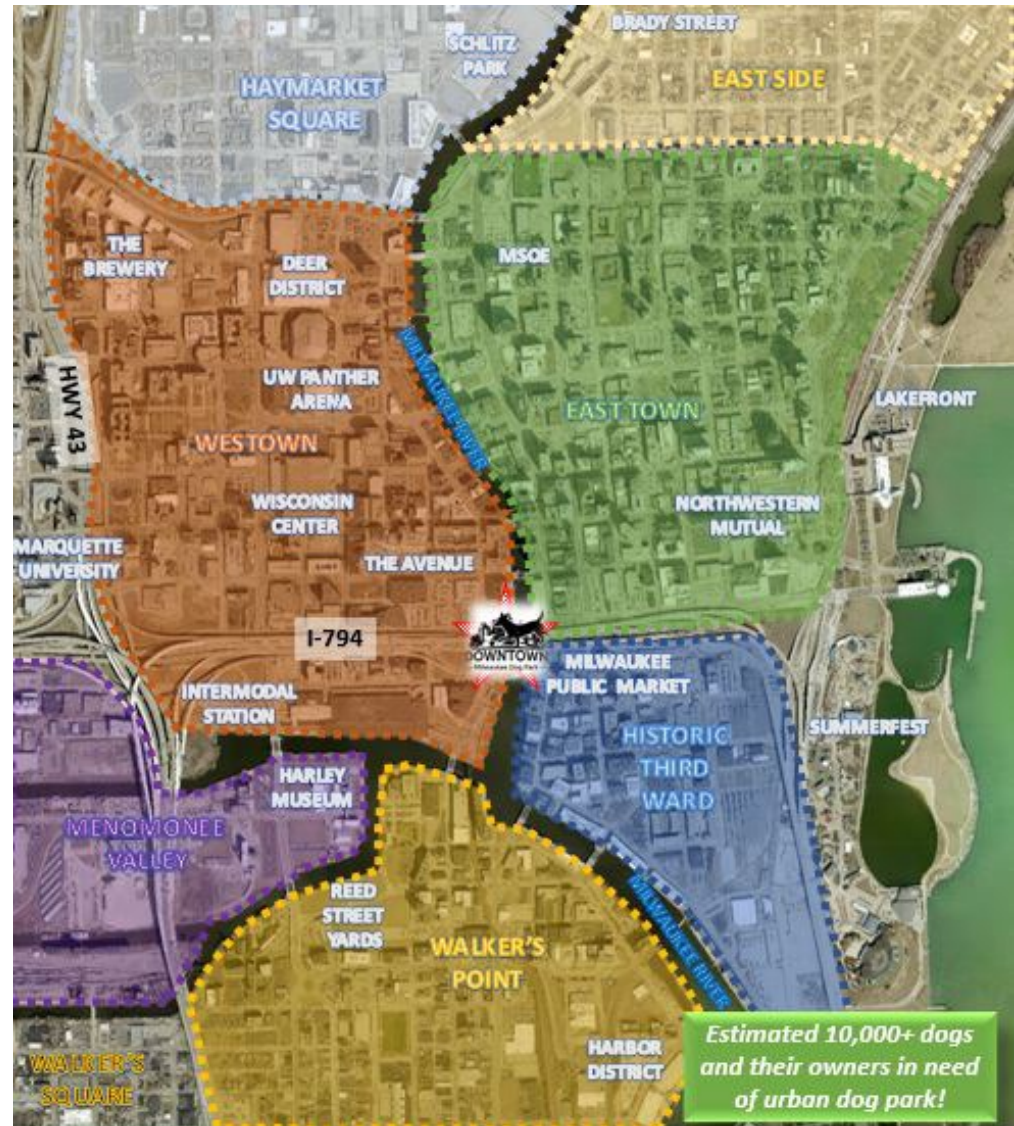 BRADY STREET
SCHLITZ
PARK
EAST SIDE
HAYMARKET
SQUARE
THE
BREWERY
DEER
DISTRICT
MSOE
MILWAUKEE RIVER
HWY 43
UW PANTHER
ARENA
EAST TOWN
LAKEFRONT
WESTOWN
WISCONSIN
CENTER
NORTHWESTERN
MUTUAL
MARQUETTE
UNIVERSITY
THE AVENUE
I-794
DOWNTOWN
Milwaukee Dog Park
MILWAUKEE
PUBLIC MARKET
INTERMODAL
STATION
HISTORIC
THIRD
WARD
SUMMERFEST
HARLEY
MUSEUM
MENOMONEE
VALLEY
REED
STREET
YARDS
MILWAUKEE RIVER
WALKER'S
POINT
HARBOR
DISTRICT
WALKER'S
SQUARE
Estimated 10,000+ dogs
and their owners in need
of urban dog park!